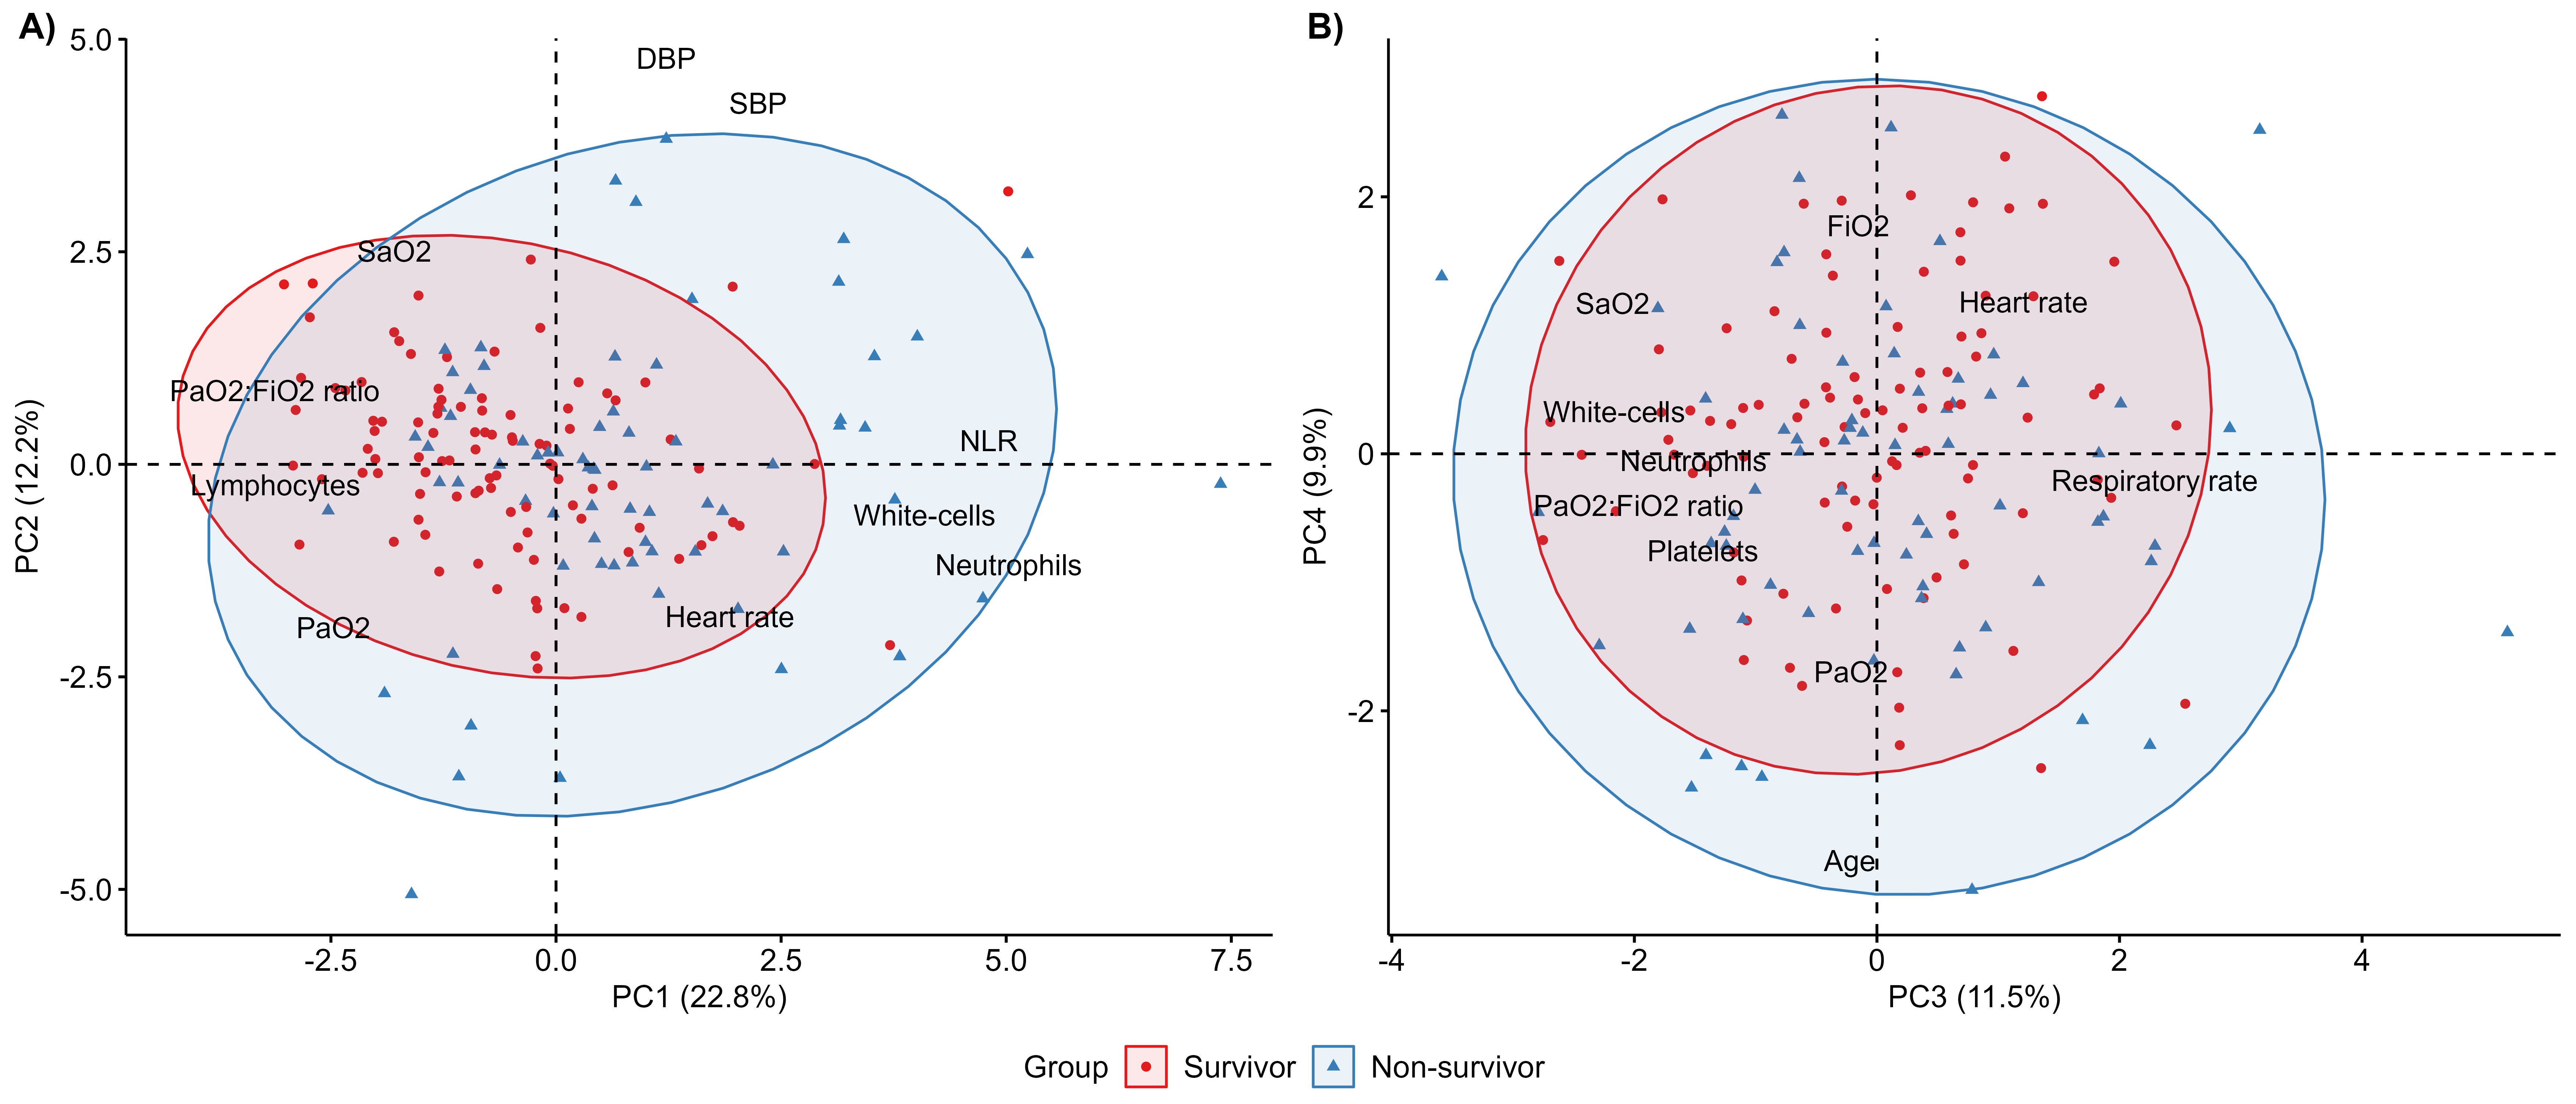 A)
5.0
2.5
0.0
-2.5
-5.0
PC2 (12.2%)
DBP
SBP
SaO2
PaO2:FiO2 ratio
NLR
Lymphocytes
White-cells
Neutrophils
Heart rate
PaO2
-2.5
0.0
2.5
5.0
7.5
PC1 (22.8%)
B)
2
0
-2
PC4 (9.9%)
FiO2
SaO2
Heart rate
White-cells
Neutrophils
Respiratory rate
PaO2:FiO2 ratio
Platelets
PaO2
Age
-4
-2
0
2
4
PC3 (11.5%)
Group Survivor Non-survivor